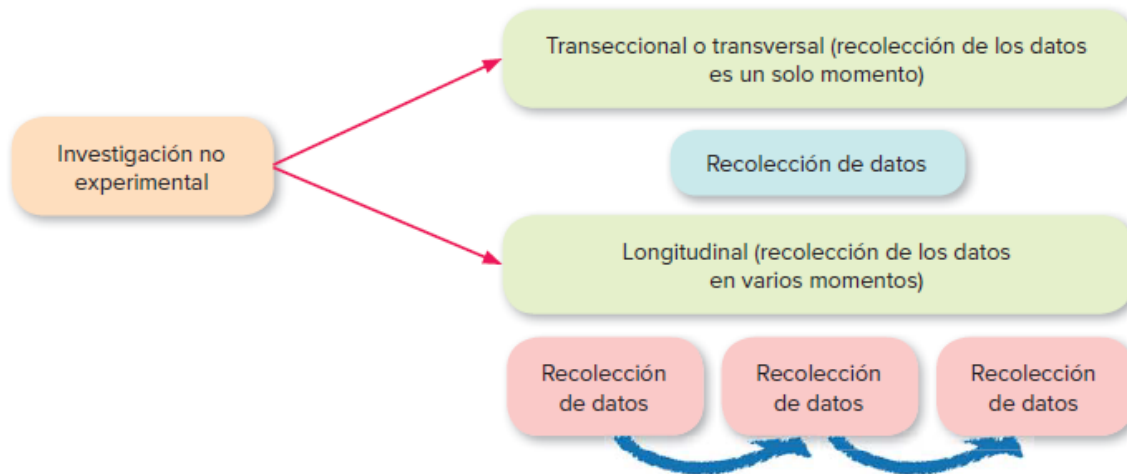 Transeccional o transversal (recolección de los datos
es un solo momento)
Investigación no
experimental
Recolección de datos
Longitudinal (recolección de los datos
en varios momentos)
Recolección
de datos
Recolección
de datos
Recolección
de datos